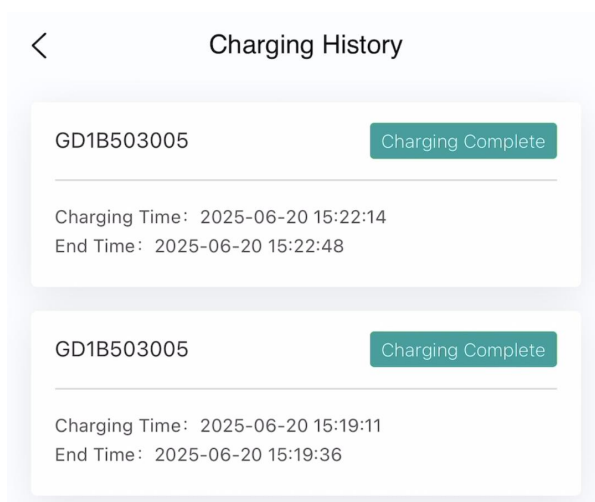 Charging History
GD1B503005
Charging Complete
Charging Time：2025-06-20 15:22:14
End Time：2025-06-20 15:22:48
GD1B503005
Charging Complete
Charging Time：2025-06-20 15:19:11
End Time：2025-06-20 15:19:36